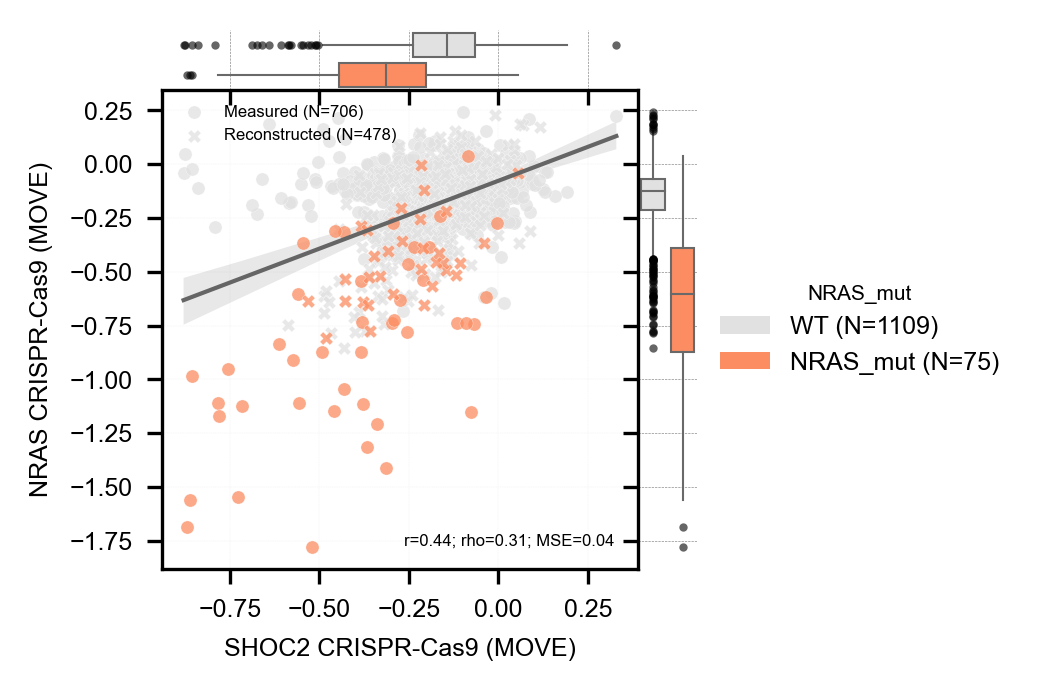 Measured (N=706)
Reconstructed (N=478)
0.25
0.00
−0.25
−0.50
−0.75
−1.00
−1.25
−1.50
−1.75
NRAS CRISPR-Cas9 (MOVE)
r=0.44; rho=0.31; MSE=0.04
−0.75 −0.50 −0.25 0.00 0.25
SHOC2 CRISPR-Cas9 (MOVE)
NRAS_mut
WT (N=1109)
NRAS_mut (N=75)